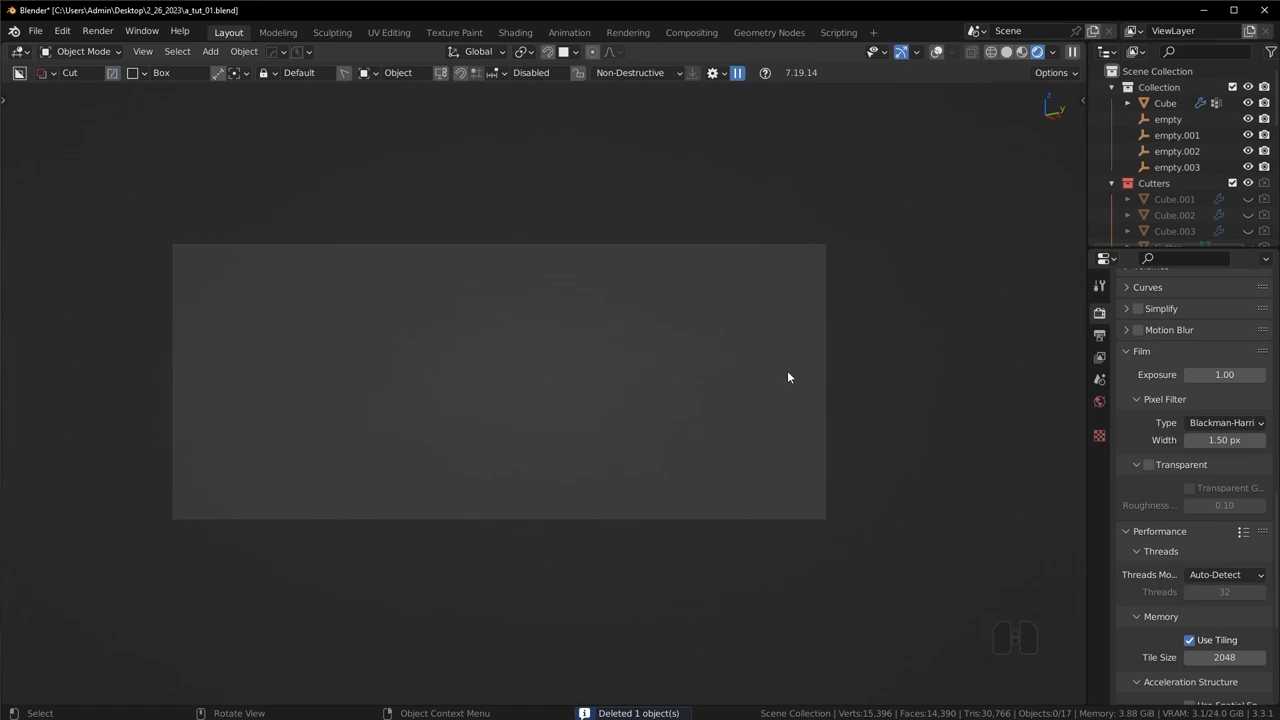 Blender* [C:\Users\Admin\Desktop\2_26_2023\a_tut_01.blend]
File Edit Render Window Help Layout Modeling Sculpting UV Editing Texture Paint Shading Animation Rendering Compositing Geometry Nodes Scripting Scene ViewLayer
Object Mode View Select Add Object Global
Cut Box Default Object Disabled Non-Destructive 7.19.14 Options
Scene Collection
Collection
Cube
empty
empty.001
empty.002
empty.003
Cutters
Cube.001
Cube.002
Cube.003
Z
Y
Curves
Simplify
Motion Blur
Film
Exposure 1.00
Pixel Filter
Type Blackman-Harri
Width 1.50 px
Transparent
Transparent G...
Roughness ... 0.10
Performance
Threads
Threads Mo... Auto-Detect
Threads 32
Memory
Use Tiling
Tile Size 2048
Acceleration Structure
Select Rotate View Object Context Menu Deleted 1 object(s) Scene Collection | Verts:15,396 | Faces:14,390 | Tris:30,766 | Objects:0/17 | Memory: 3.88 GiB | VRAM: 3.1/24.0 GiB | 3.3.1